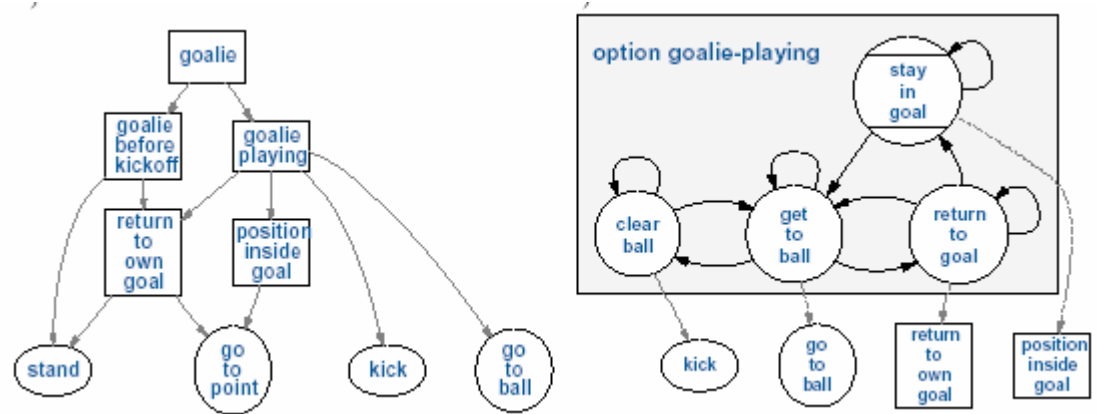 goalie
goalie
before
kickoff
goalie
playing
return
to
own
goal
position
inside
goal
stand
go
to
point
kick
go
to
ball
option goalie-playing
stay
in
goal
clear
ball
get
to
ball
return
to
goal
kick
go
to
ball
return
to
own
goal
position
inside
goal